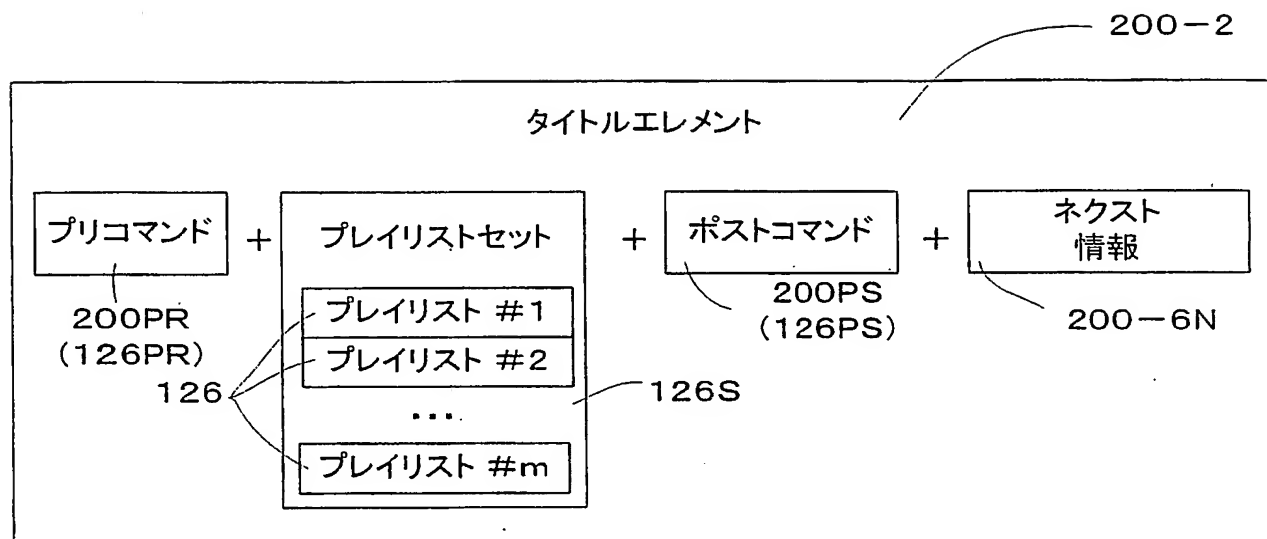 200-2
タイトルエレメント
プリコマンド
+
プレイリストセット
+
ポストコマンド
+
ネクスト
情報
200PR
(126PR)
200PS
(126PS)
200-6N
プレイリスト #1
プレイリスト #2
126
126S
...
プレイリスト #m